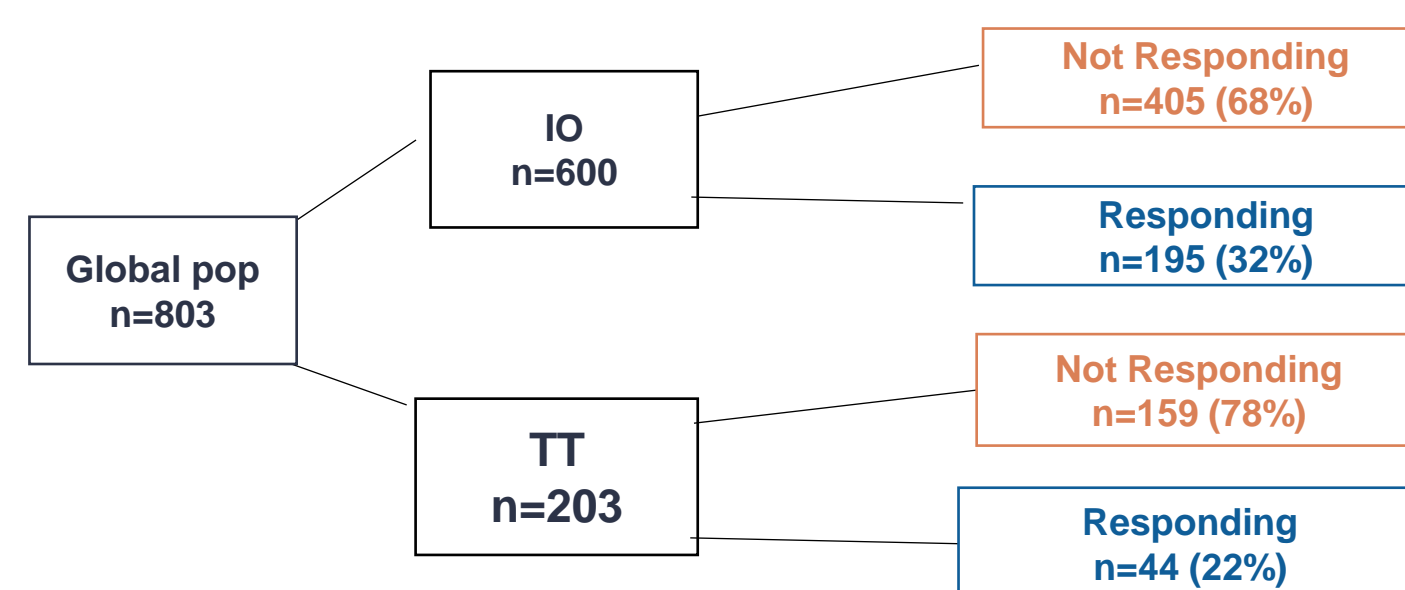 Global pop
n=803
IO
n=600
TT
n=203
Not Responding
n=405 (68%)
Responding
n=195 (32%)
Not Responding
n=159 (78%)
Responding
n=44 (22%)